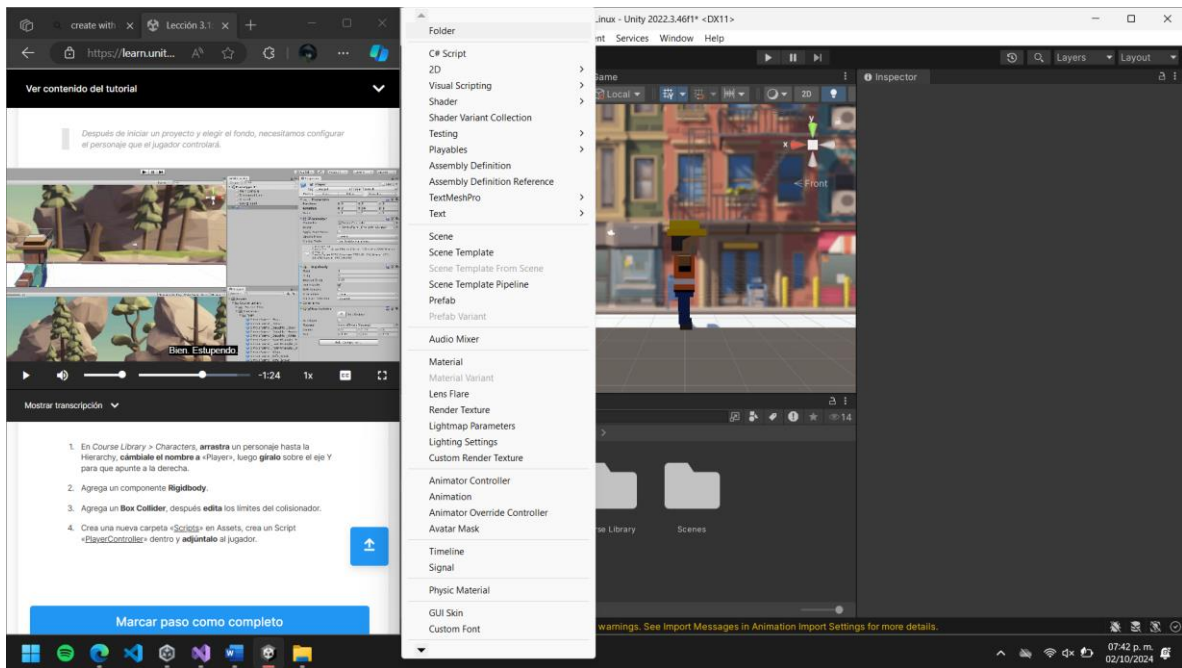 create with
Lección 3.1
https://learn.unit...
Ver contenido del tutorial
Después de iniciar un proyecto y elegir el fondo, necesitamos configurar
el personaje que el jugador controlará.
Bien. Estupendo
-1:24
1x
CC
Mostrar transcripción
1. En Course Library > Characters, arrastra un personaje hasta la
Hierarchy, cámbiale el nombre a «Player», luego gíralo sobre el eje Y
para que apunte a la derecha.
2. Agrega un componente Rigidbody.
3. Agrega un Box Collider, después edita los límites del colisionador.
4. Crea una nueva carpeta «Scripts» en Assets, crea un Script
«PlayerController» dentro y adjúntalo al jugador.
Marcar paso como completo
Folder
C# Script
2D
Visual Scripting
Shader
Shader Variant Collection
Testing
Playables
Assembly Definition
Assembly Definition Reference
TextMeshPro
Text
Scene
Scene Template
Scene Template From Scene
Scene Template Pipeline
Prefab
Prefab Variant
Audio Mixer
Material
Material Variant
Lens Flare
Render Texture
Lightmap Parameters
Lighting Settings
Custom Render Texture
Animator Controller
Animation
Animator Override Controller
Avatar Mask
Timeline
Signal
Physic Material
GUI Skin
Custom Font
Linux - Unity 2022.3.46f1* <DX11>
nt Services Window Help
Layers
Layout
Game
Inspector
Local
2D
y
x
Front
14
rse Library
Scenes
warnings. See Import Messages in Animation Import Settings for more details.
07:42 p. m.
02/10/2024